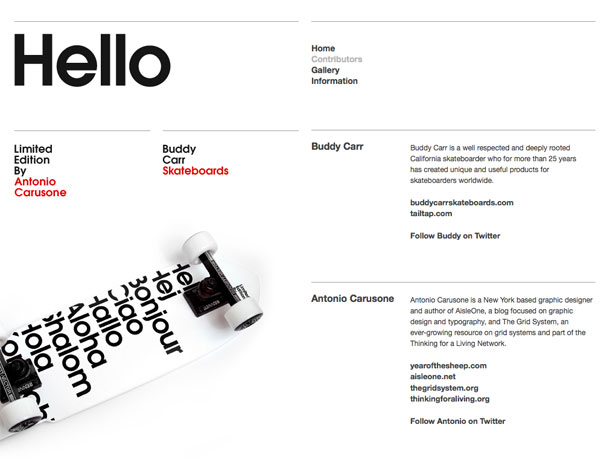 Hello
Home
Contributors
Gallery
Information
Limited
Edition
By
Antonio
Carusone
Buddy
Carr
Skateboards
Buddy Carr
Buddy Carr is a well respected and deeply rooted
California skateboarder who for more than 25 years
has created unique and useful products for
skateboarders worldwide.
buddycarrskateboards.com
tailtap.com
Follow Buddy on Twitter
Antonio Carusone
Antonio Carusone is a New York based graphic designer
and author of AisleOne, a blog focused on graphic
design and typography, and The Grid System, an
ever-growing resource on grid systems and part of the
Thinking for a Living Network.
yearofthesheep.com
aisleone.net
thegridsystem.org
thinkingforaliving.org
Follow Antonio on Twitter
Hej
Bonjour
Ciao
Hallo
Aloha
Shalom
Hola